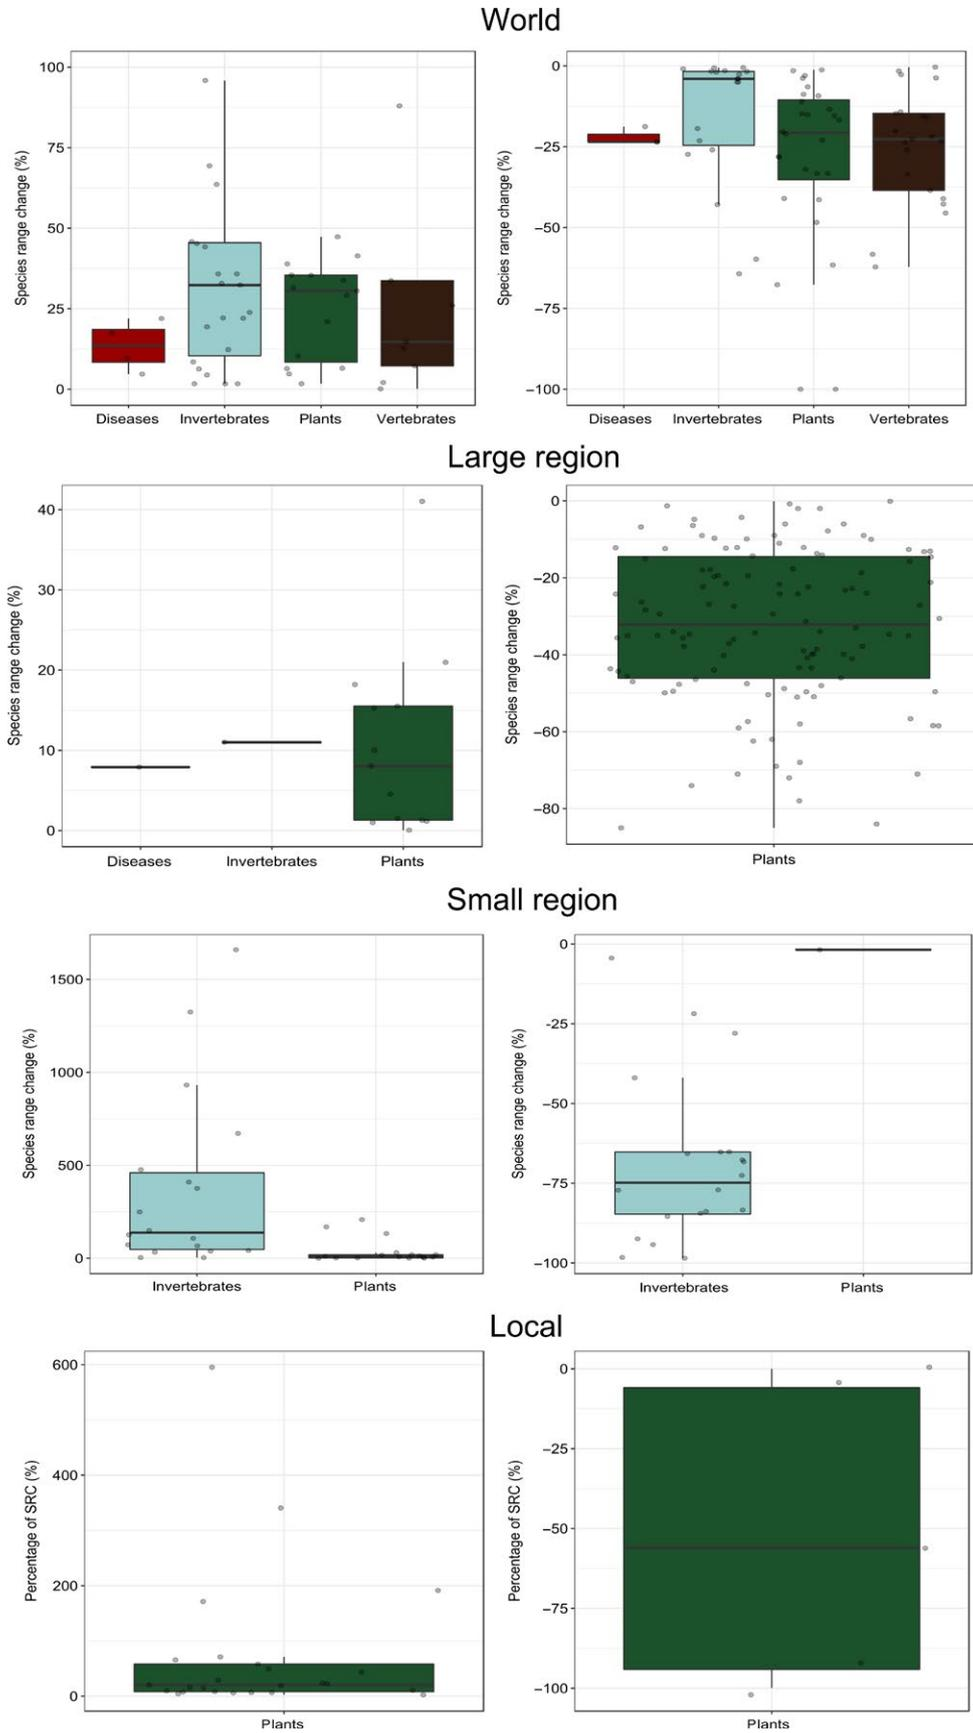 World
Species range change (%)
100
75
50
25
0
Diseases Invertebrates Plants Vertebrates
Species range change (%)
0
−25
−50
−75
−100
Diseases Invertebrates Plants Vertebrates
Large region
Species range change (%)
40
30
20
10
0
Diseases Invertebrates Plants
Species range change (%)
0
−20
−40
−60
−80
Plants
Small region
Species range change (%)
1500
1000
500
0
Invertebrates Plants
Species range change (%)
0
-25
−50
−75
−100
Invertebrates Plants
Local
Percentage of SRC (%)
600
400
200
0
Plants
Percentage of SRC (%)
0
−25
−50
−75
−100
Plants